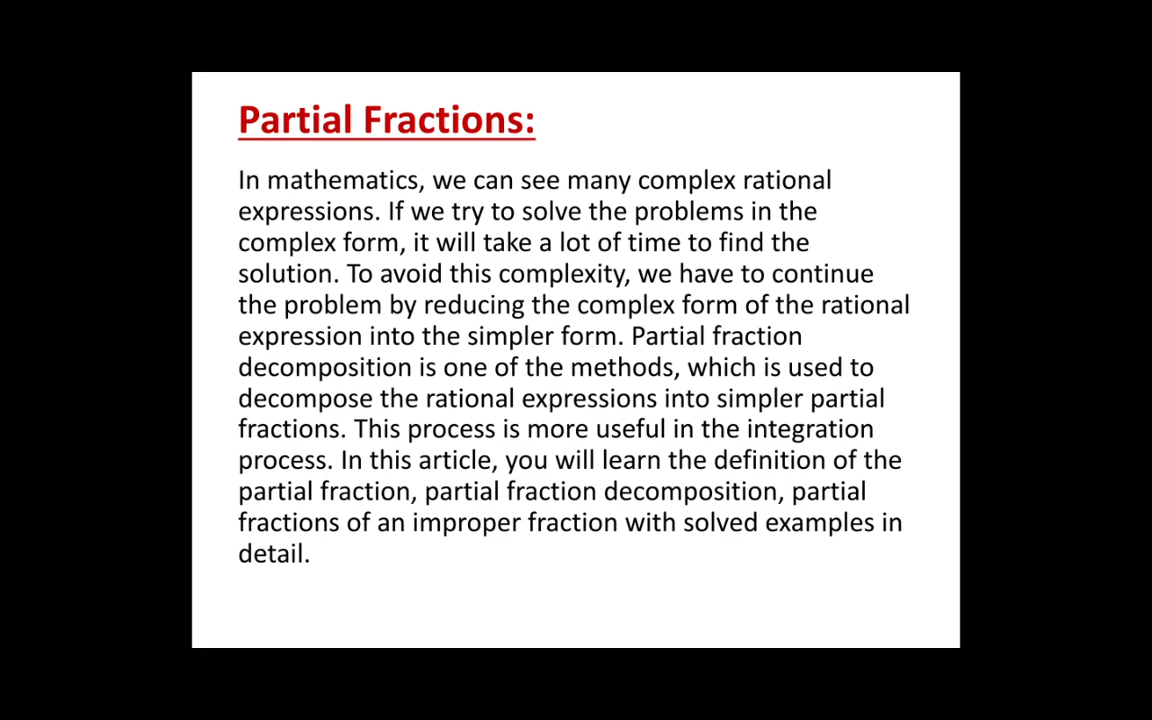 Partial Fractions:
In mathematics, we can see many complex rational
expressions. If we try to solve the problems in the
complex form, it will take a lot of time to find the
solution. To avoid this complexity, we have to continue
the problem by reducing the complex form of the rational
expression into the simpler form. Partial fraction
decomposition is one of the methods, which is used to
decompose the rational expressions into simpler partial
fractions. This process is more useful in the integration
process. In this article, you will learn the definition of the
partial fraction, partial fraction decomposition, partial
fractions of an improper fraction with solved examples in
detail.